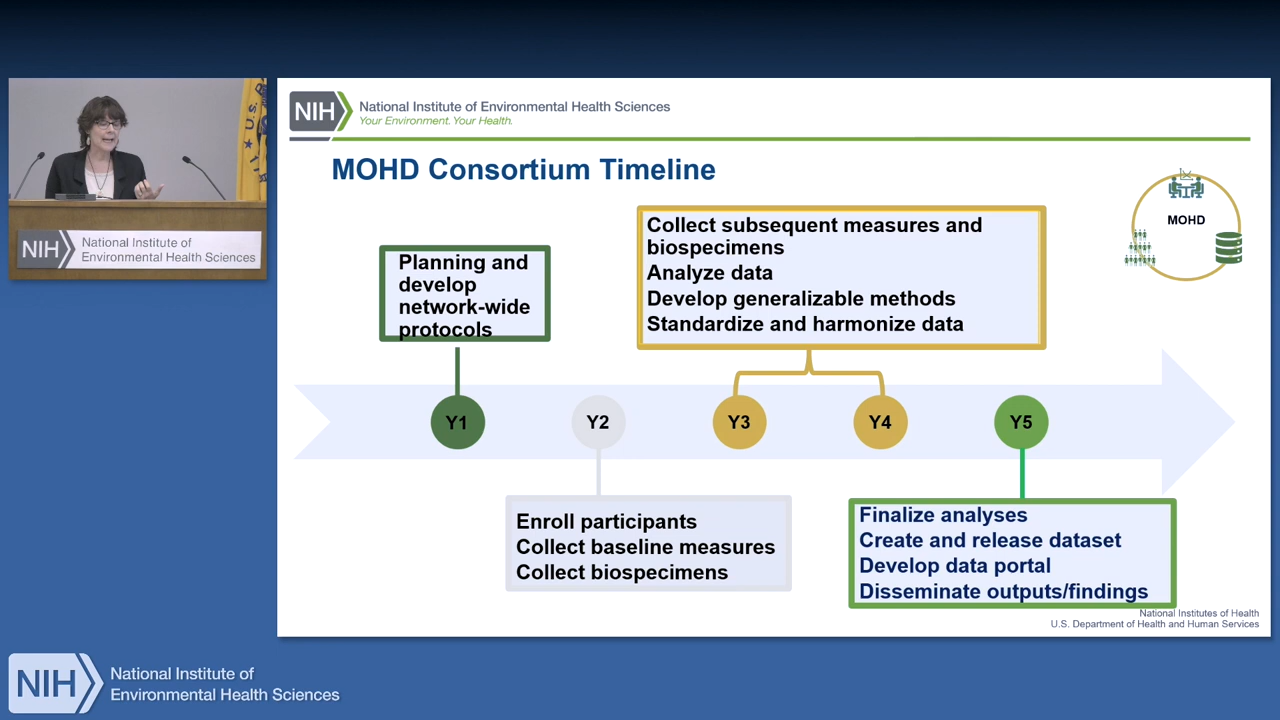 NIH
National Institute of Environmental Health Sciences
Your Environment. Your Health.
MOHD Consortium Timeline
MOHD
Planning and
develop
network-wide
protocols
Collect subsequent measures and
biospecimens
Analyze data
Develop generalizable methods
Standardize and harmonize data
Y1
Y2
Y3
Y4
Y5
Enroll participants
Collect baseline measures
Collect biospecimens
Finalize analyses
Create and release dataset
Develop data portal
Disseminate outputs/findings
National Institutes of Health
U.S. Department of Health and Human Services
U.S.
NIH
National Institute of
Environmental Health Sciences
NIH
National Institute of
Environmental Health Sciences